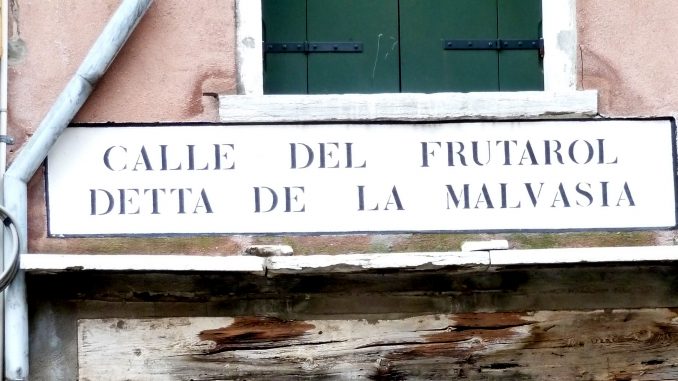 CALLE DEL FRUTAROL
DETTA DE LA MALVASIA